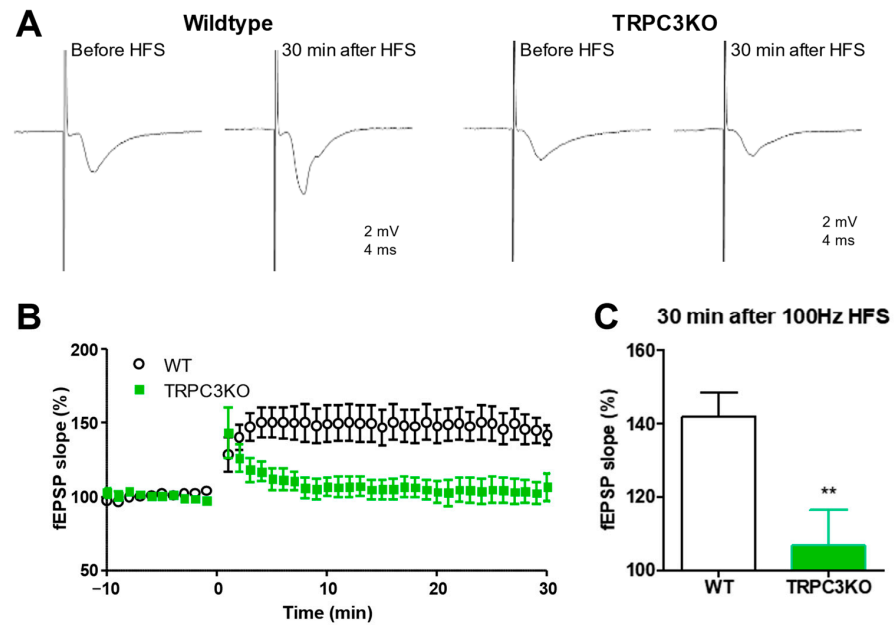 A
Wildtype
TRPC3KO
Before HFS
30 min after HFS
Before HFS
30 min after HFS
2 mV
4 ms
2 mV
4 ms
B
fEPSP slope (%)
200
150
100
50
WT
TRPC3KO
−10
0
10
20
30
Time (min)
C
30 min after 100Hz HFS
fEPSP slope (%)
160
140
120
100
**
WT
TRPC3KO